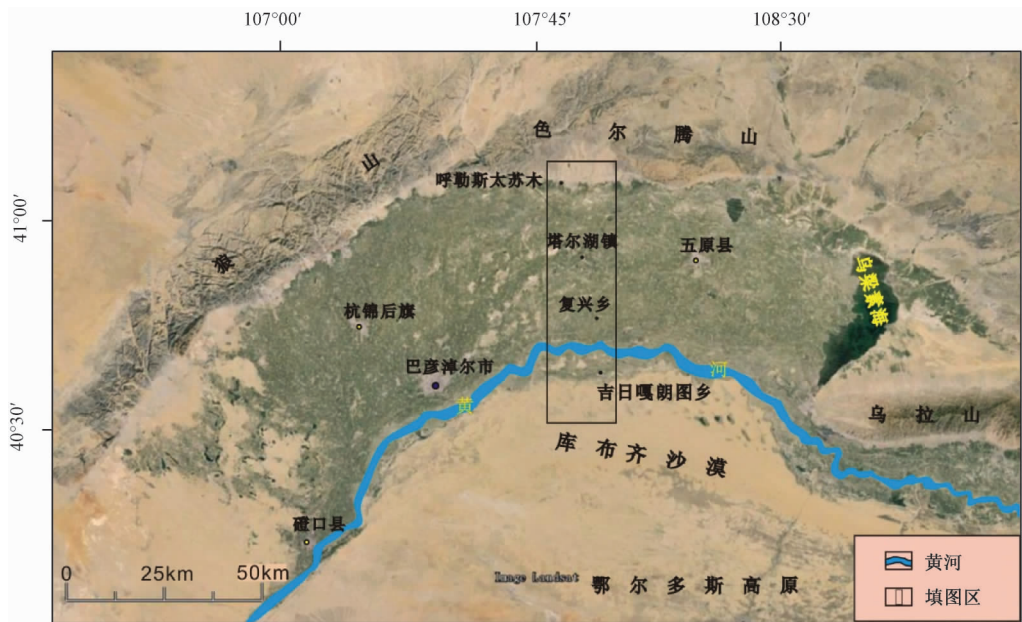 107°00′
107°45′
108°30′
41°00′
40°30′
色尔腾山
山
狼
呼勒斯太苏木
塔尔湖镇
五原县
乌梁素海
复兴乡
杭锦后旗
巴彦淖尔市
河
黄
吉日嘎朗图乡
乌拉山
库布齐沙漠
磴口县
0 25km 50km
Image Landsat
鄂尔多斯高原
黄河
填图区